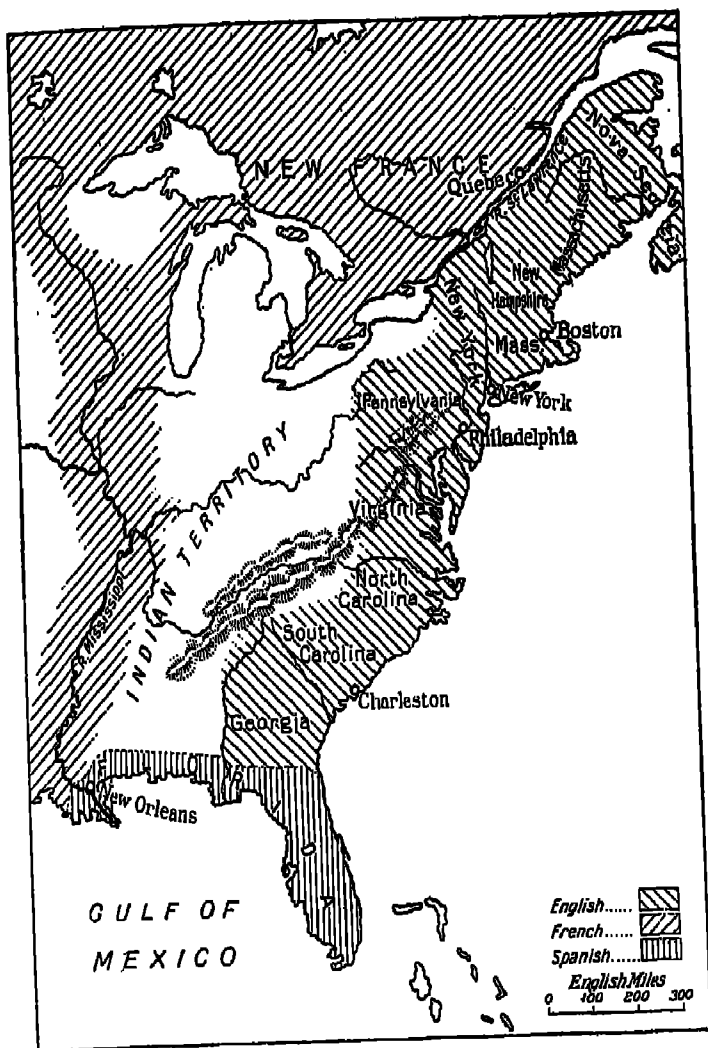 NEW FRANCE
Quebec
R. St LAWRENCE
Nova Scotia
Massachusetts
New Hampshire
New York
Mass.
Boston
New York
Pennsylvania
Philadelphia
INDIAN TERRITORY
Virginia
North Carolina
R. Mississippi
South Carolina
Charleston
Georgia
FLORIDA
New Orleans
GULF OF
MEXICO
English......
French......
Spanish......
English Miles
0 100 200 300